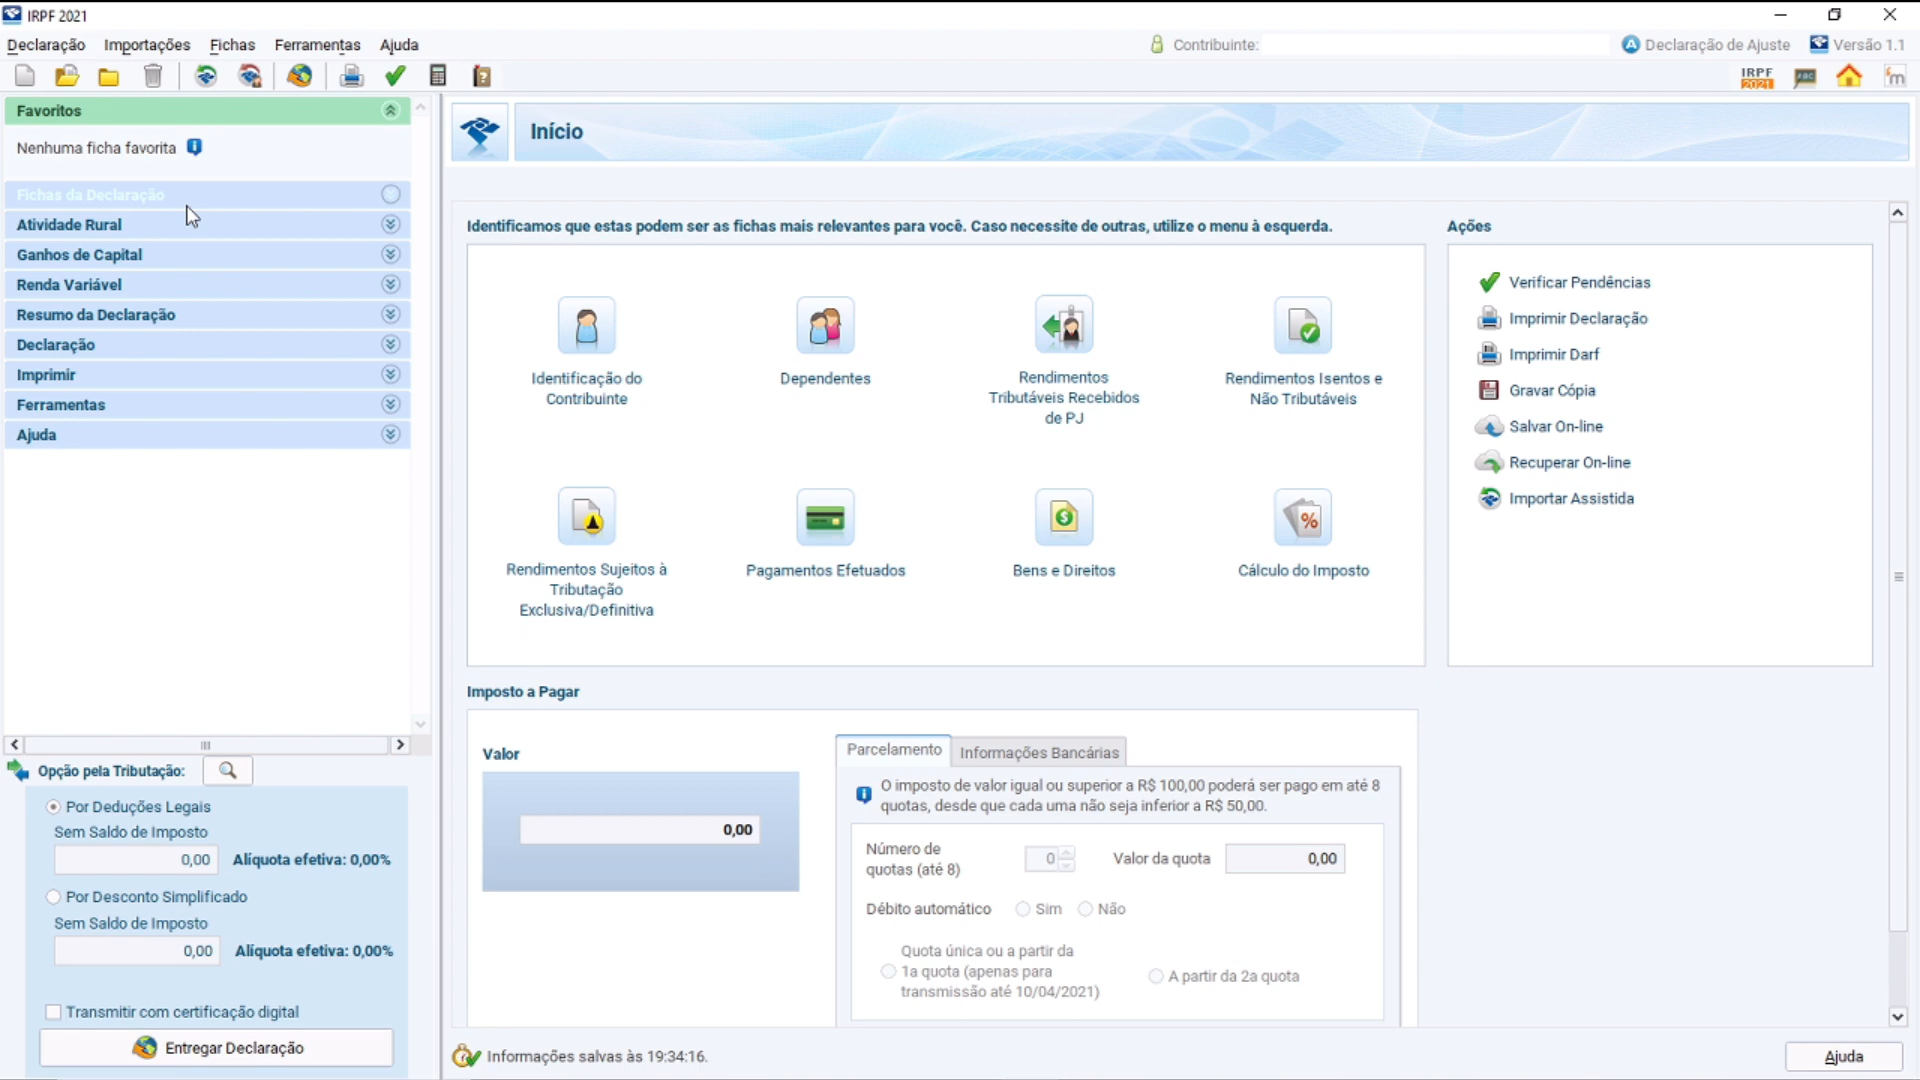 IRPF 2021
Declaração Importações Fichas Ferramentas Ajuda
Contribuinte:
Declaração de Ajuste
Versão 1.1
IRPF
2021
ABC
Favoritos
Nenhuma ficha favorita
Fichas da Declaração
Atividade Rural
Ganhos de Capital
Renda Variável
Resumo da Declaração
Declaração
Imprimir
Ferramentas
Ajuda
Opção pela Tributação:
Por Deduções Legais
Sem Saldo de Imposto
0,00 Alíquota efetiva: 0,00%
Por Desconto Simplificado
Sem Saldo de Imposto
0,00 Alíquota efetiva: 0,00%
Transmitir com certificação digital
Entregar Declaração
Início
Identificamos que estas podem ser as fichas mais relevantes para você. Caso necessite de outras, utilize o menu à esquerda.
Identificação do
Contribuinte
Dependentes
Rendimentos
Tributáveis Recebidos
de PJ
Rendimentos Isentos e
Não Tributáveis
Rendimentos Sujeitos à
Tributação
Exclusiva/Definitiva
Pagamentos Efetuados
Bens e Direitos
Cálculo do Imposto
Ações
Verificar Pendências
Imprimir Declaração
Imprimir Darf
Gravar Cópia
Salvar On-line
Recuperar On-line
Importar Assistida
Imposto a Pagar
Valor
0,00
Parcelamento
Informações Bancárias
O imposto de valor igual ou superior a R$ 100,00 poderá ser pago em até 8
quotas, desde que cada uma não seja inferior a R$ 50,00.
Número de
quotas (até 8)
0
Valor da quota
0,00
Débito automático Sim Não
Quota única ou a partir da
1a quota (apenas para
transmissão até 10/04/2021)
A partir da 2a quota
Informações salvas às 19:34:16.
Ajuda